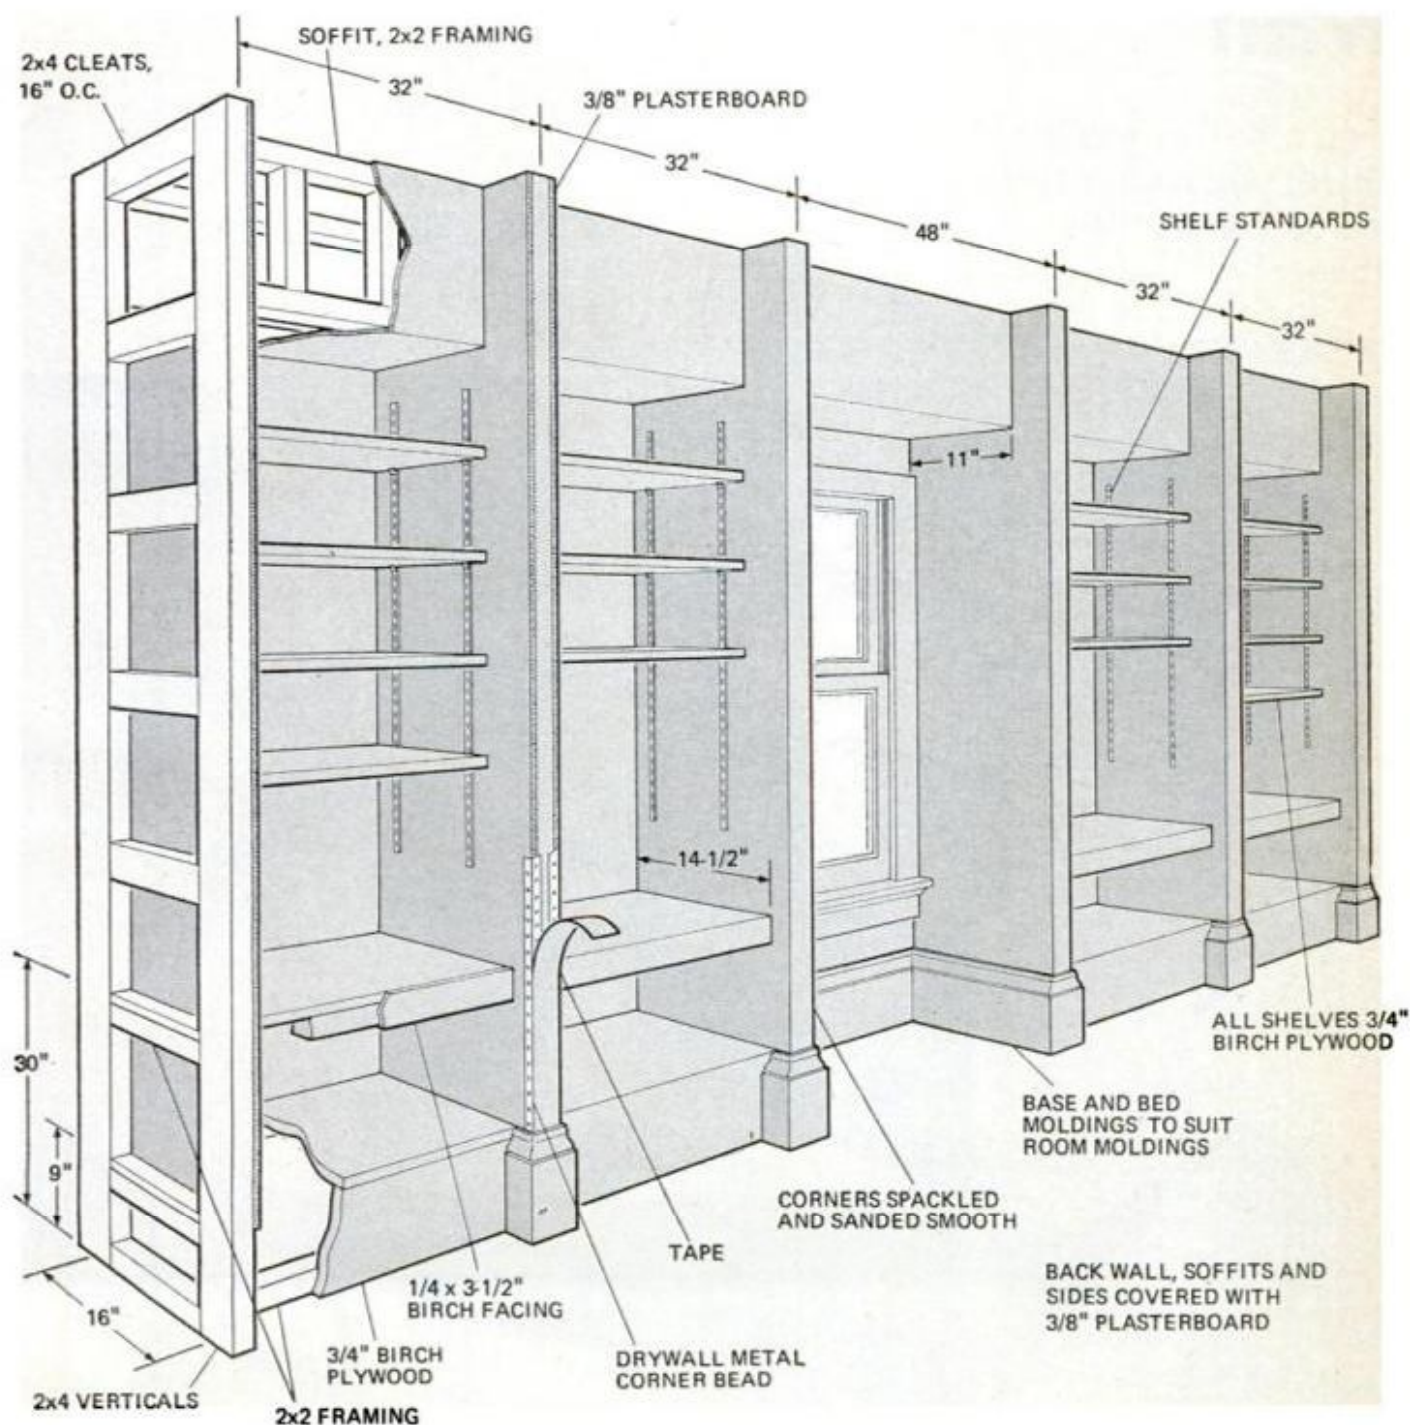 SOFFIT, 2x2 FRAMING
2x4 CLEATS,
16" O.C.
32"
3/8" PLASTERBOARD
32"
48"
SHELF STANDARDS
32"
32"
11"
14-1/2"
30"
9"
16"
ALL SHELVES 3/4"
BIRCH PLYWOOD
BASE AND BED
MOLDINGS TO SUIT
ROOM MOLDINGS
CORNERS SPACKLED
AND SANDED SMOOTH
TAPE
BACK WALL, SOFFITS AND
SIDES COVERED WITH
3/8" PLASTERBOARD
1/4 x 3-1/2"
BIRCH FACING
3/4" BIRCH
PLYWOOD
DRYWALL METAL
CORNER BEAD
2x4 VERTICALS
2x2 FRAMING